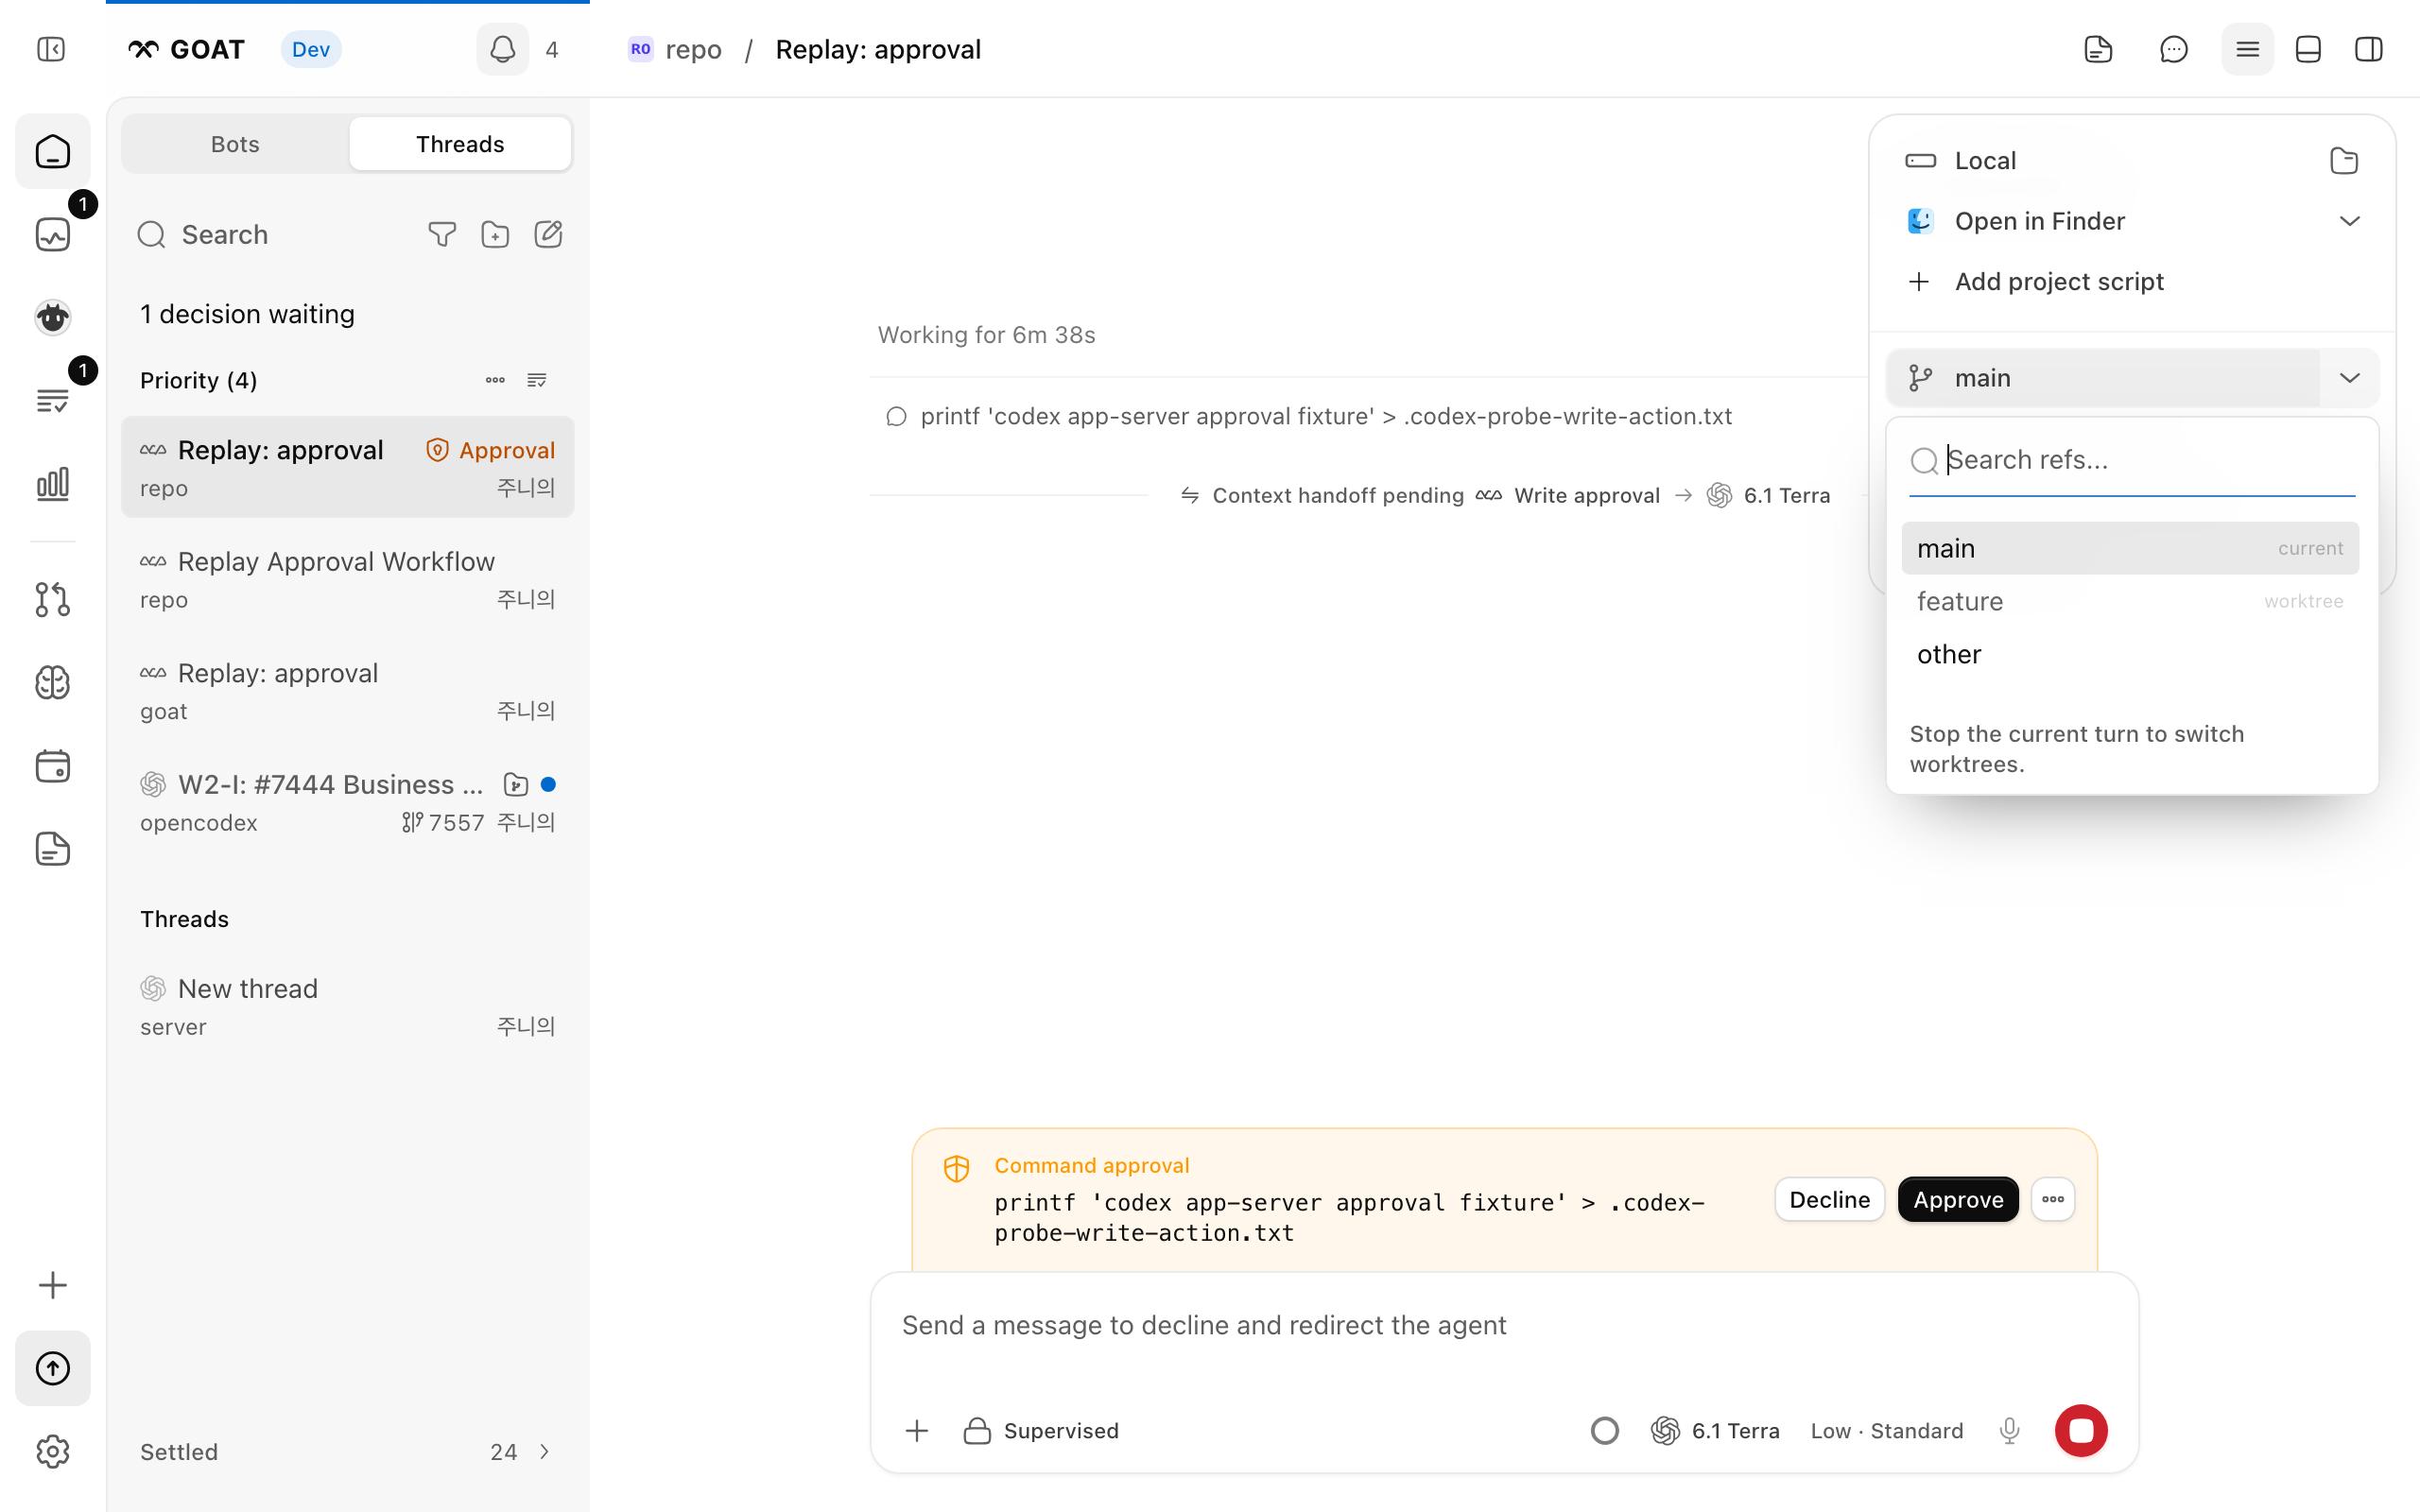 GOAT Dev 4
RO repo / Replay: approval
Bots Threads
1
Search
1 decision waiting
1
Priority (4)
Replay: approval Approval
repo 주니의
Replay Approval Workflow
repo 주니의
Replay: approval
goat 주니의
W2-I: #7444 Business ...
opencodex 7557 주니의
Threads
New thread
server 주니의
Settled 24
Working for 6m 38s
printf 'codex app-server approval fixture' > .codex-probe-write-action.txt
Context handoff pending Write approval → 6.1 Terra
Local
Open in Finder
Add project script
main
Search refs...
main current
feature worktree
other
Stop the current turn to switch
worktrees.
Command approval
printf 'codex app-server approval fixture' > .codex-
probe-write-action.txt
Decline Approve
Send a message to decline and redirect the agent
Supervised 6.1 Terra Low · Standard